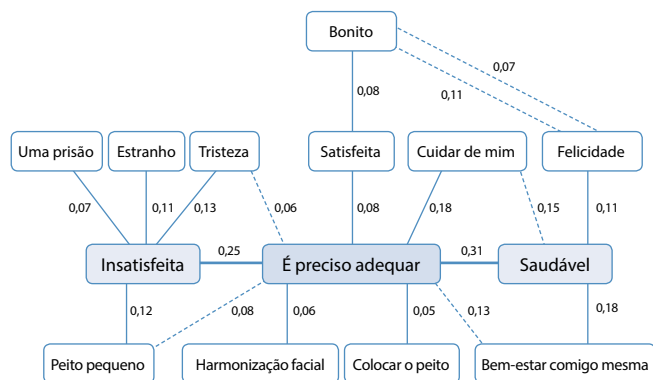 Bonito
0,07
0,11
0,08
Uma prisão
Estranho
Tristeza
Satisfeita
Cuidar de mim
Felicidade
0,07
0,11
0,13
0,06
0,08
0,18
0,15
0,11
Insatisfeita
0,25
É preciso adequar
0,31
Saudável
0,12
0,08
0,06
0,05
0,13
0,18
Peito pequeno
Harmonização facial
Colocar o peito
Bem-estar comigo mesma